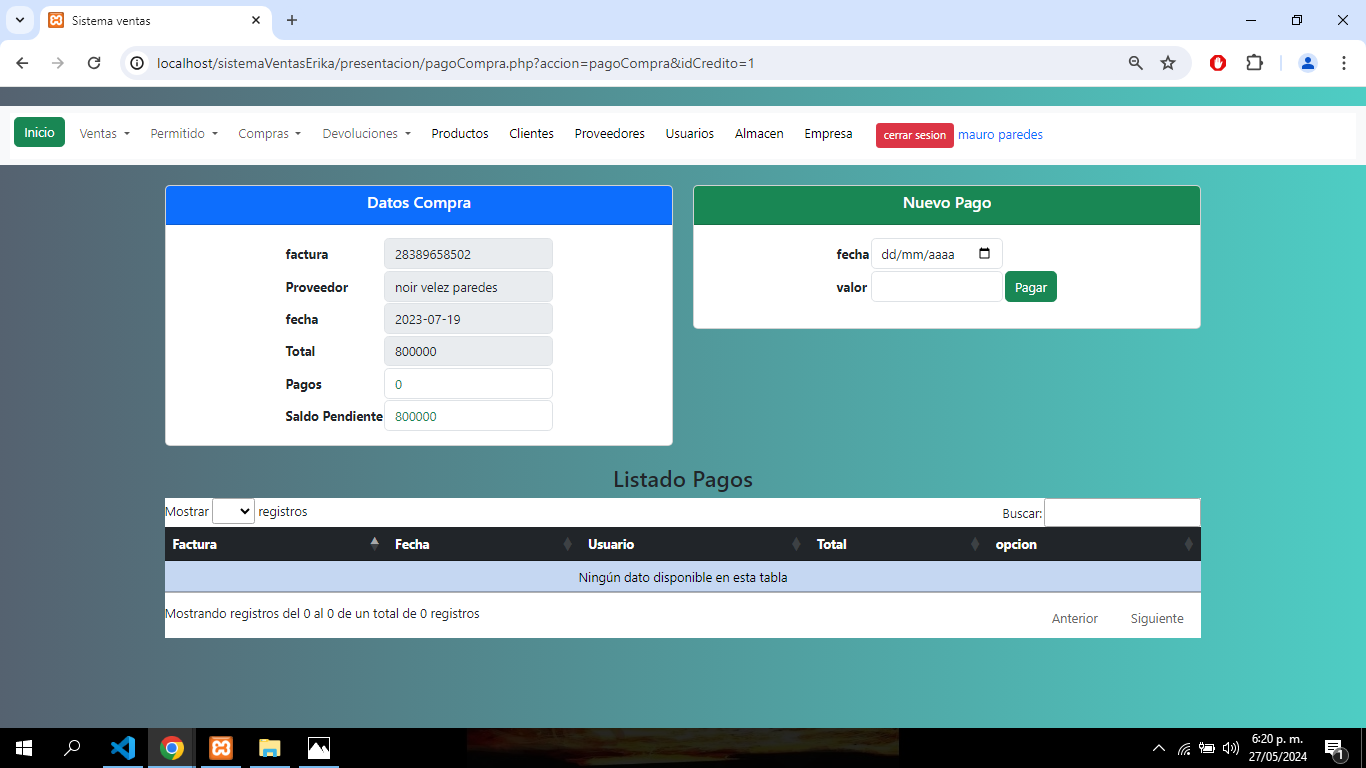 Sistema ventas
localhost/sistemaVentasErika/presentacion/pagoCompra.php?accion=pagoCompra&idCredito=1
Inicio Ventas Permitido Compras Devoluciones Productos Clientes Proveedores Usuarios Almacen Empresa cerrar sesion mauro paredes
Datos Compra
factura 28389658502
Proveedor noir velez paredes
fecha 2023-07-19
Total 800000
Pagos 0
Saldo Pendiente 800000
Nuevo Pago
fecha dd/mm/aaaa
valor Pagar
Listado Pagos
Mostrar registros Buscar:
Factura Fecha Usuario Total opcion
Ningún dato disponible en esta tabla
Mostrando registros del 0 al 0 de un total de 0 registros Anterior Siguiente
6:20 p. m.
27/05/2024
1